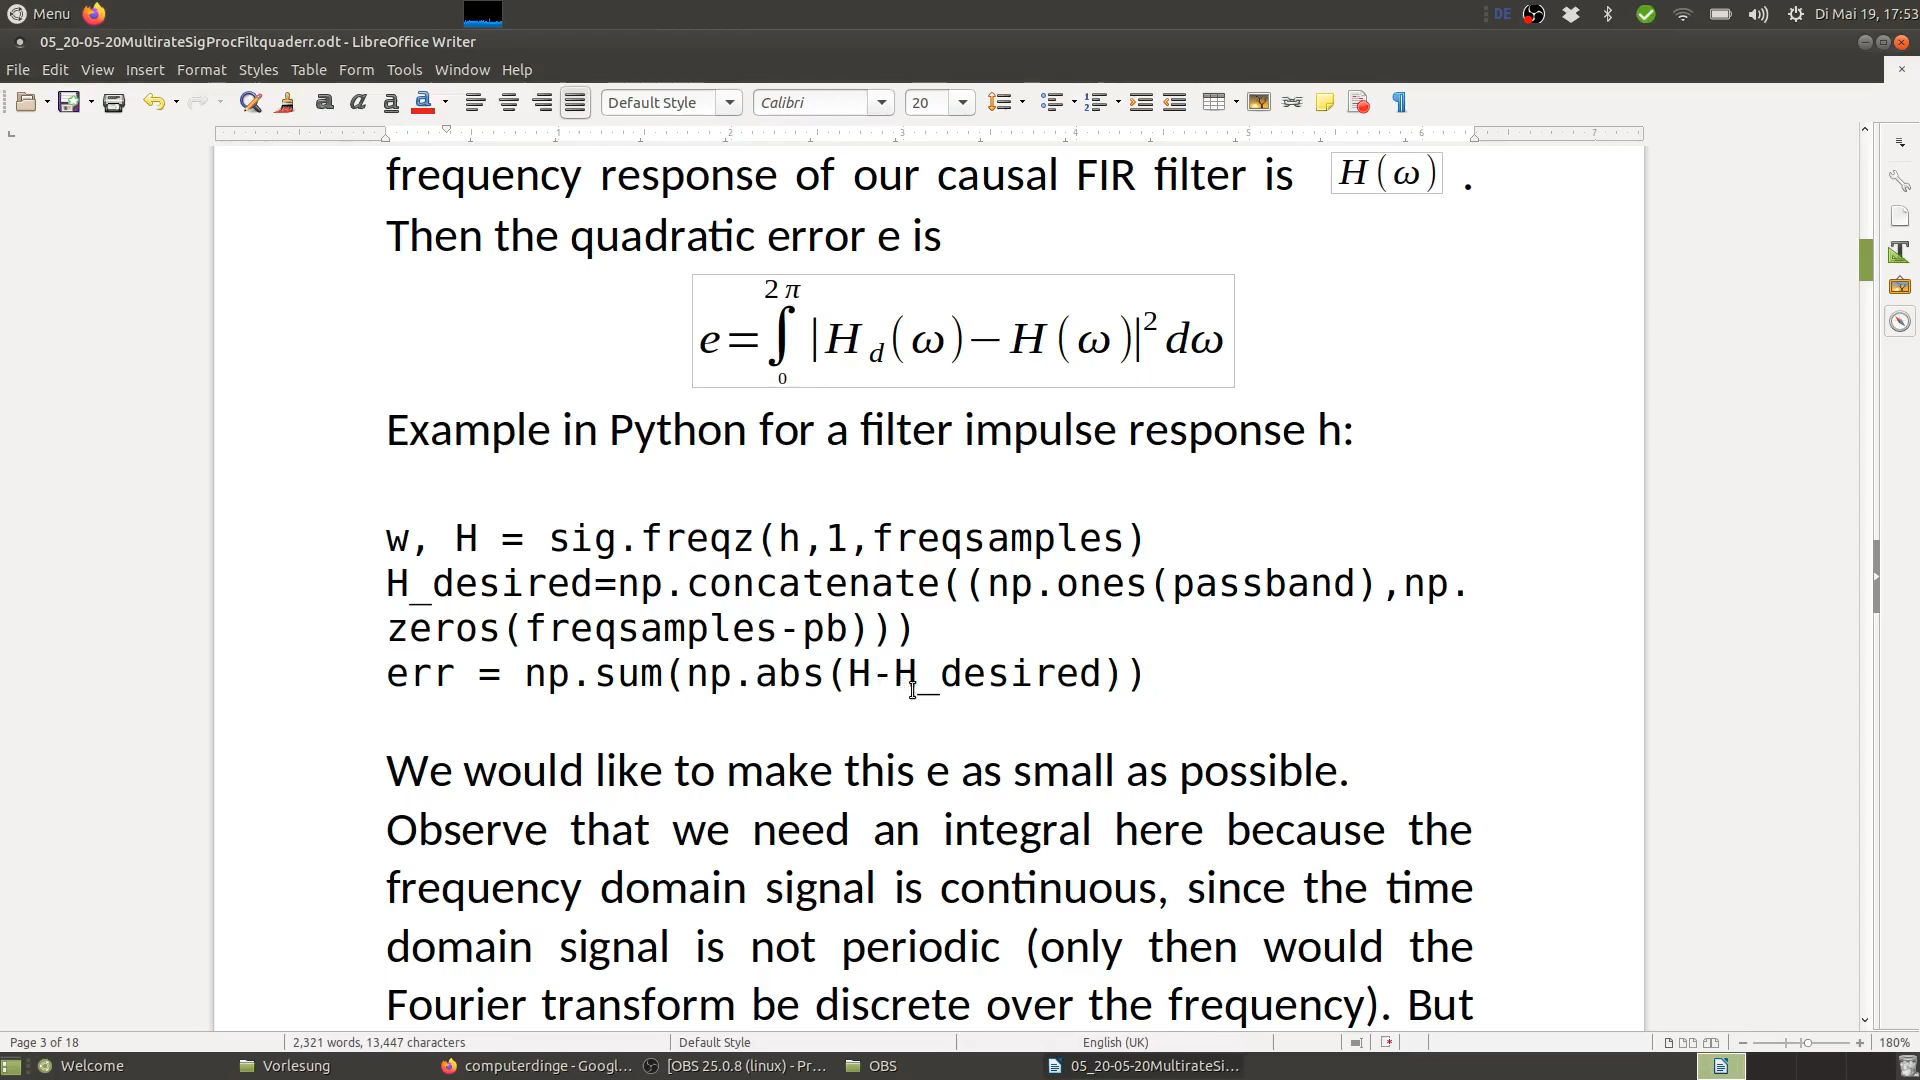 Menu
DE
Di Mai 19, 17:53
05_20-05-20MultirateSigProcFiltquaderr.odt - LibreOffice Writer
File Edit View Insert Format Styles Table Form Tools Window Help
Default Style Calibri 20
1 2 3 4 5 6 7
frequency response of our causal FIR filter is H(ω) .
Then the quadratic error e is
2π
e=∫|H_d(ω)−H(ω)|² dω
0
Example in Python for a filter impulse response h:
w, H = sig.freqz(h,1,freqsamples)
H_desired=np.concatenate((np.ones(passband),np.
zeros(freqsamples-pb)))
err = np.sum(np.abs(H-H_desired))
We would like to make this e as small as possible.
Observe that we need an integral here because the
frequency domain signal is continuous, since the time
domain signal is not periodic (only then would the
Fourier transform be discrete over the frequency). But
Page 3 of 18 2,321 words, 13,447 characters Default Style English (UK) 180%
Welcome Vorlesung computerdinge - Googl... [OBS 25.0.8 (linux) - Pr... OBS 05_20-05-20MultirateSi...